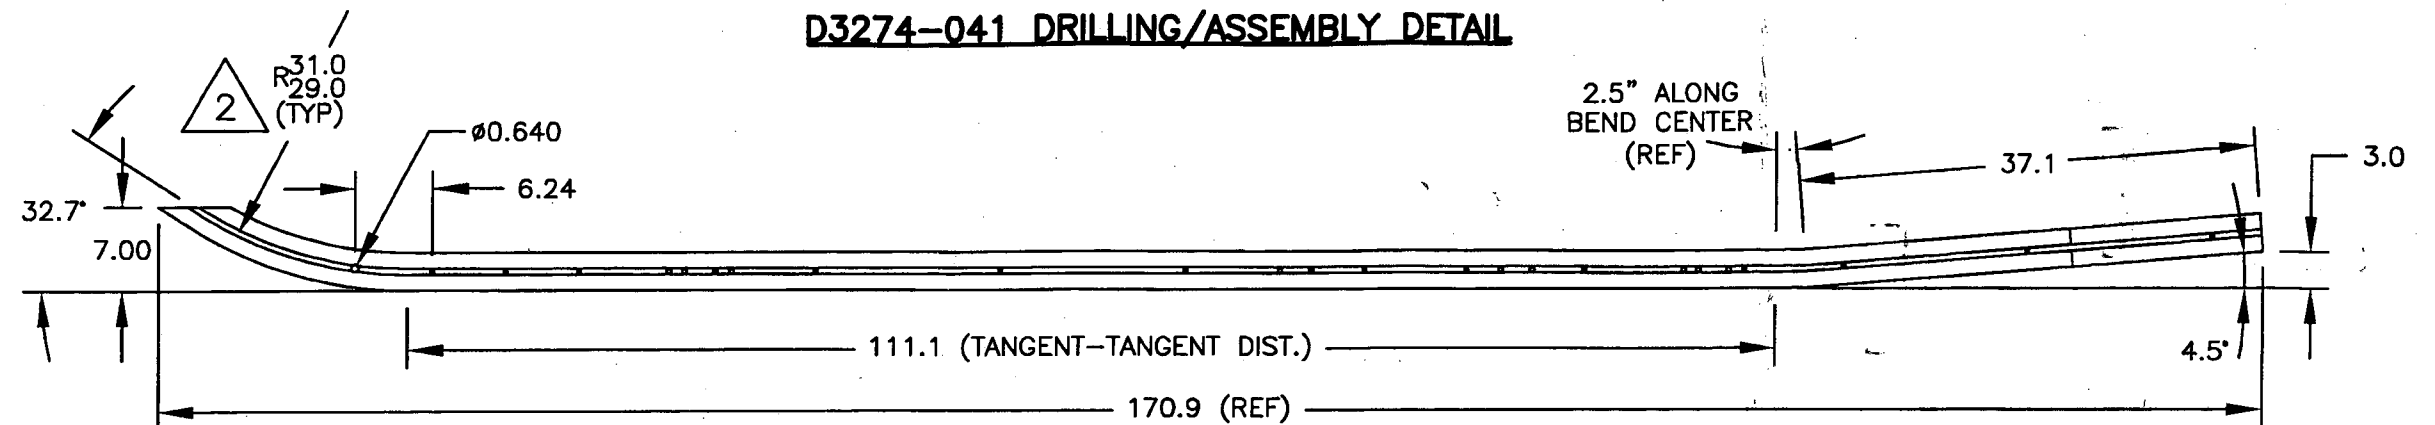 D3274-041 DRILLING/ASSEMBLY DETAIL
2
R31.0
29.0
(TYP)
ø0.640
6.24
32.7°
7.00
2.5" ALONG
BEND CENTER
(REF)
37.1
3.0
4.5°
111.1 (TANGENT-TANGENT DIST.)
170.9 (REF)